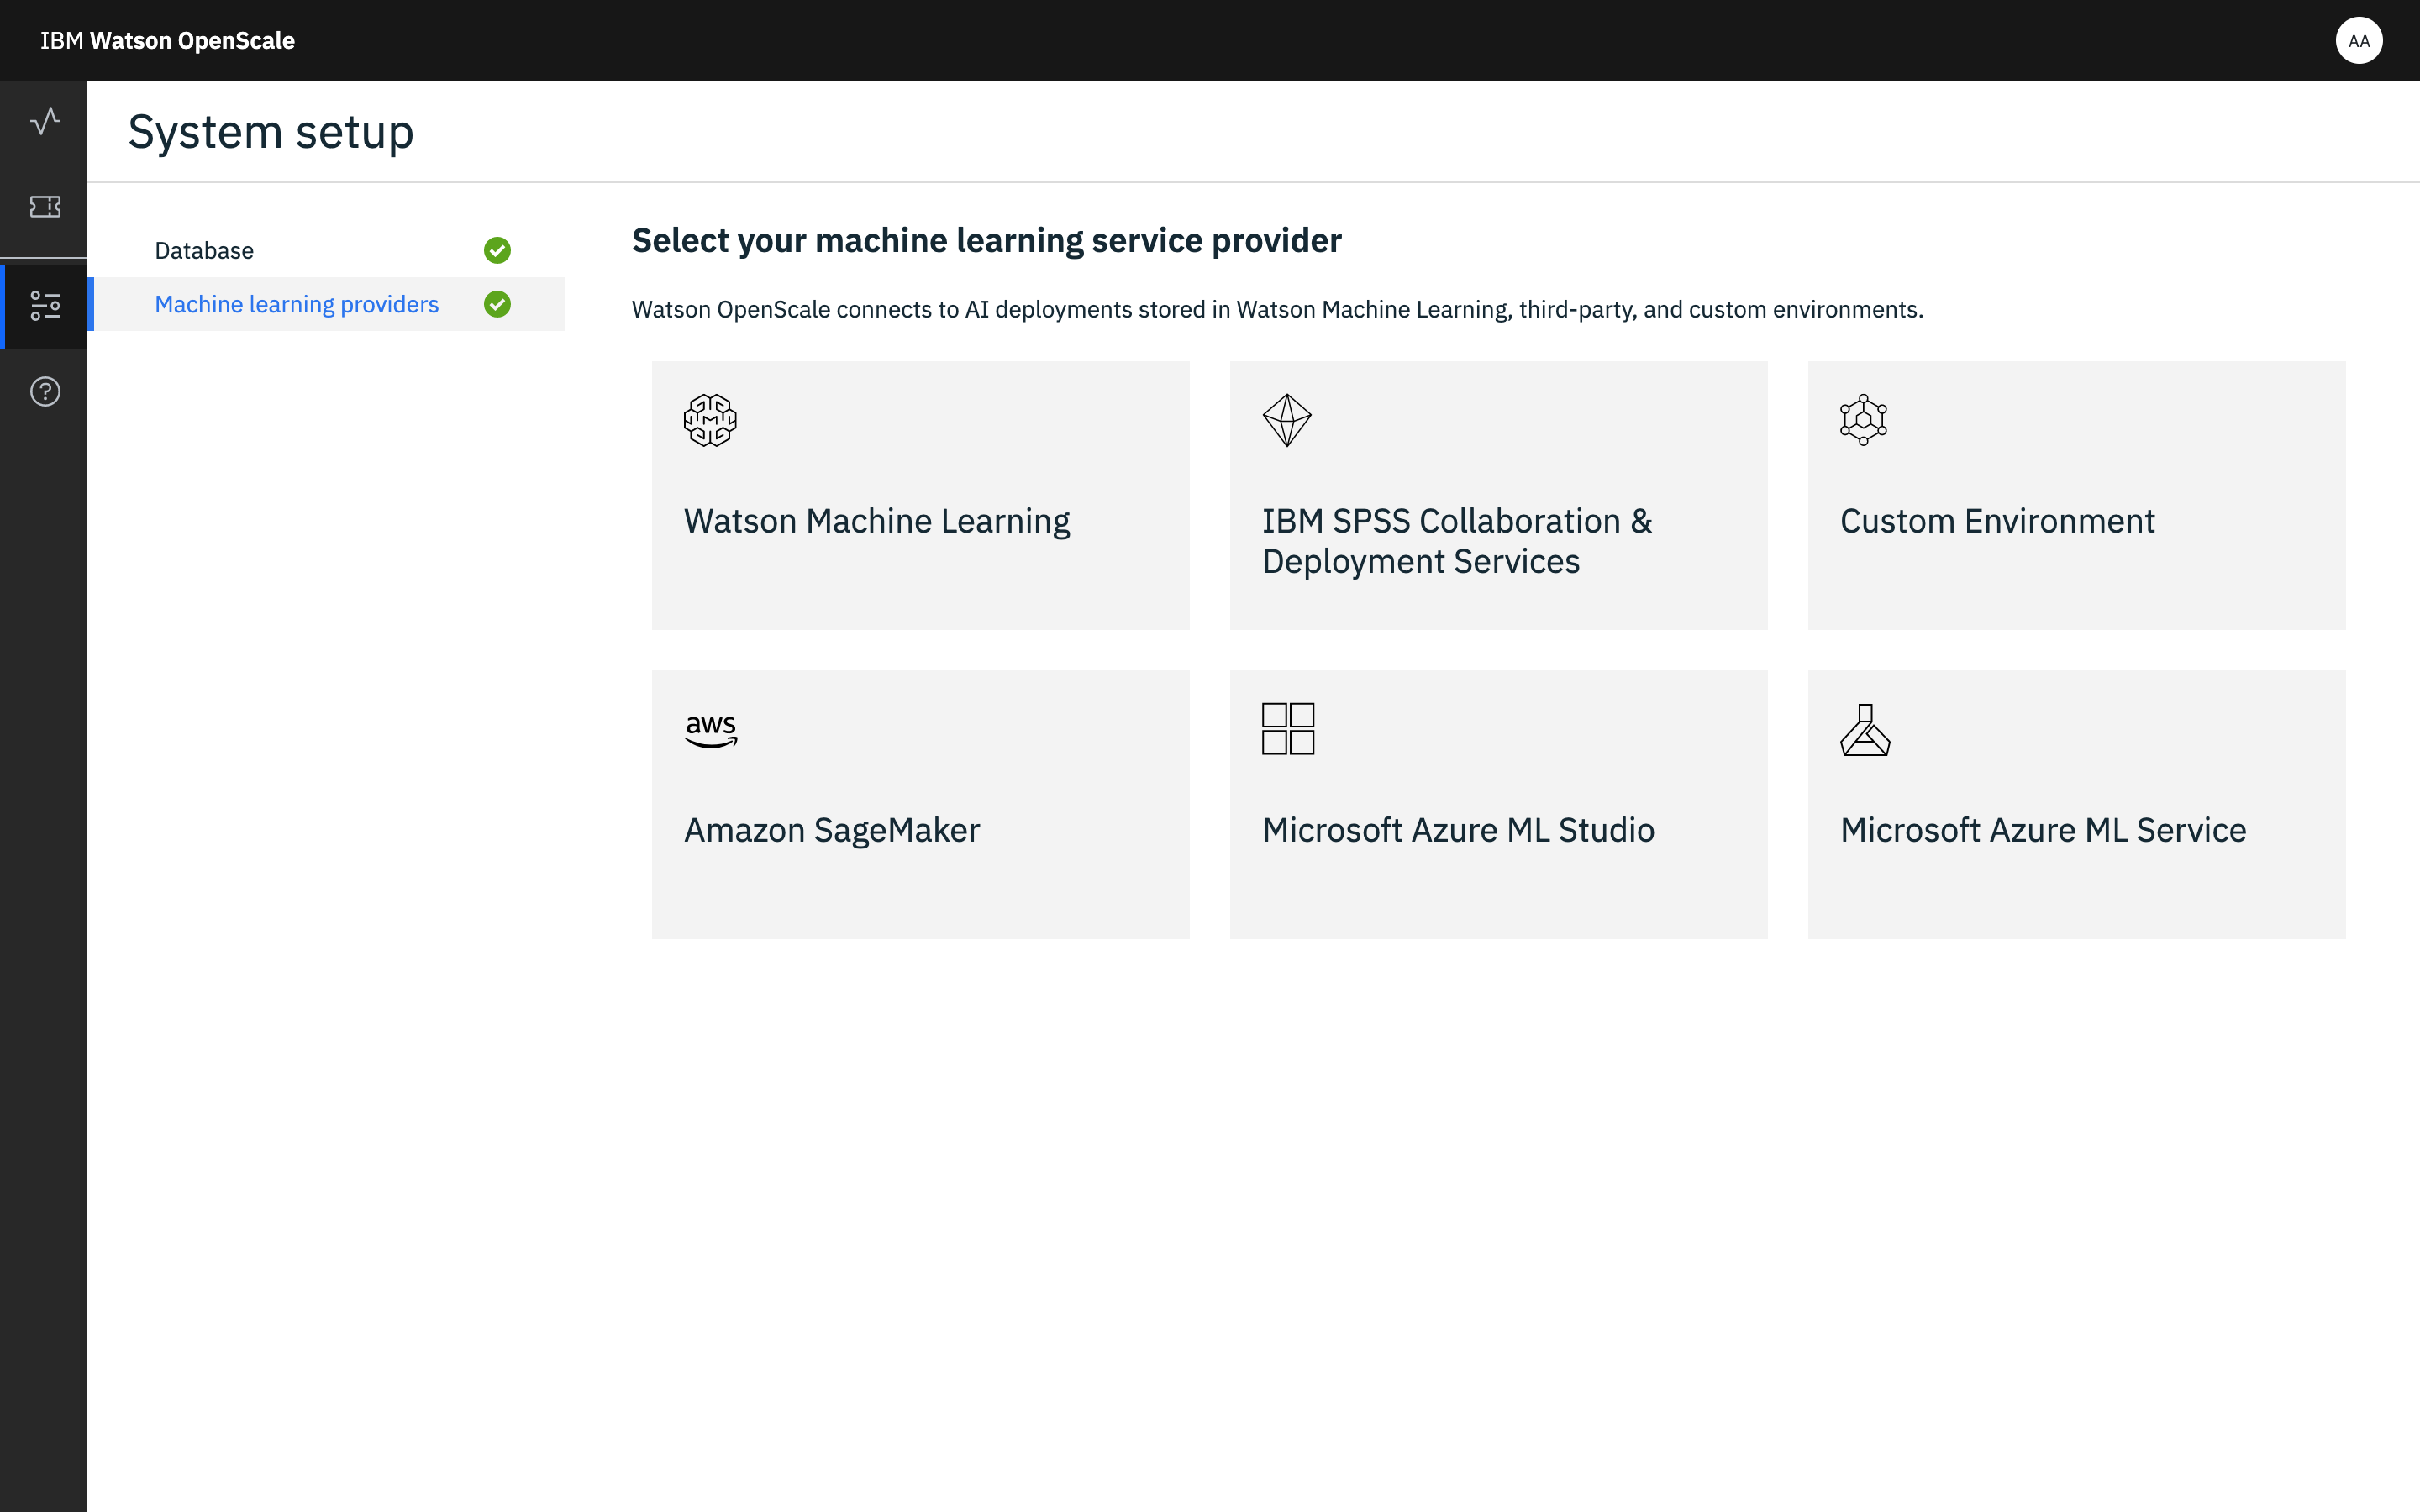 IBM Watson OpenScale
AA
System setup
Database
Machine learning providers
Select your machine learning service provider
Watson OpenScale connects to AI deployments stored in Watson Machine Learning, third-party, and custom environments.
Watson Machine Learning
IBM SPSS Collaboration &
Deployment Services
Custom Environment
aws
Amazon SageMaker
Microsoft Azure ML Studio
Microsoft Azure ML Service